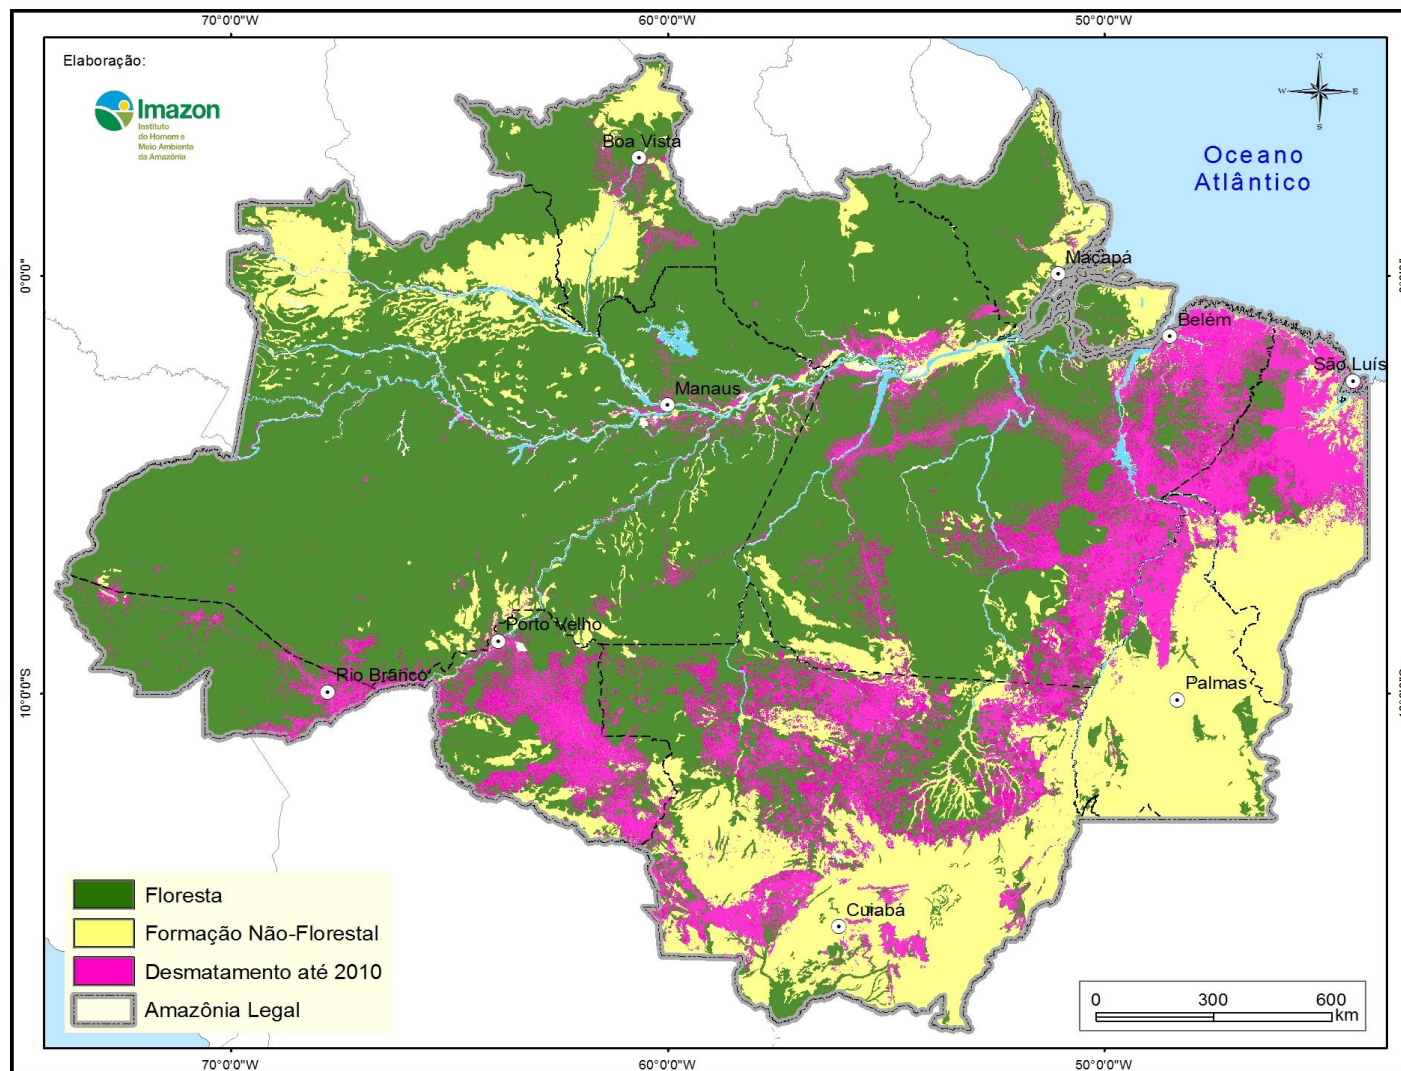 70°0'0"W 60°0'0"W 50°0'0"W
Elaboração:
Imazon
Instituto
do Homem e
Meio Ambiente
da Amazônia
N
W E
S
Oceano
Atlântico
Boa Vista
0°0'0"
Macapá
Belém
São Luís
Manaus
Porto Velho
Rio Branco
10°0'0"S
Palmas
Cuiabá
Floresta
Formação Não-Florestal
Desmatamento até 2010
Amazônia Legal
0 300 600
km
70°0'0"W 60°0'0"W 50°0'0"W